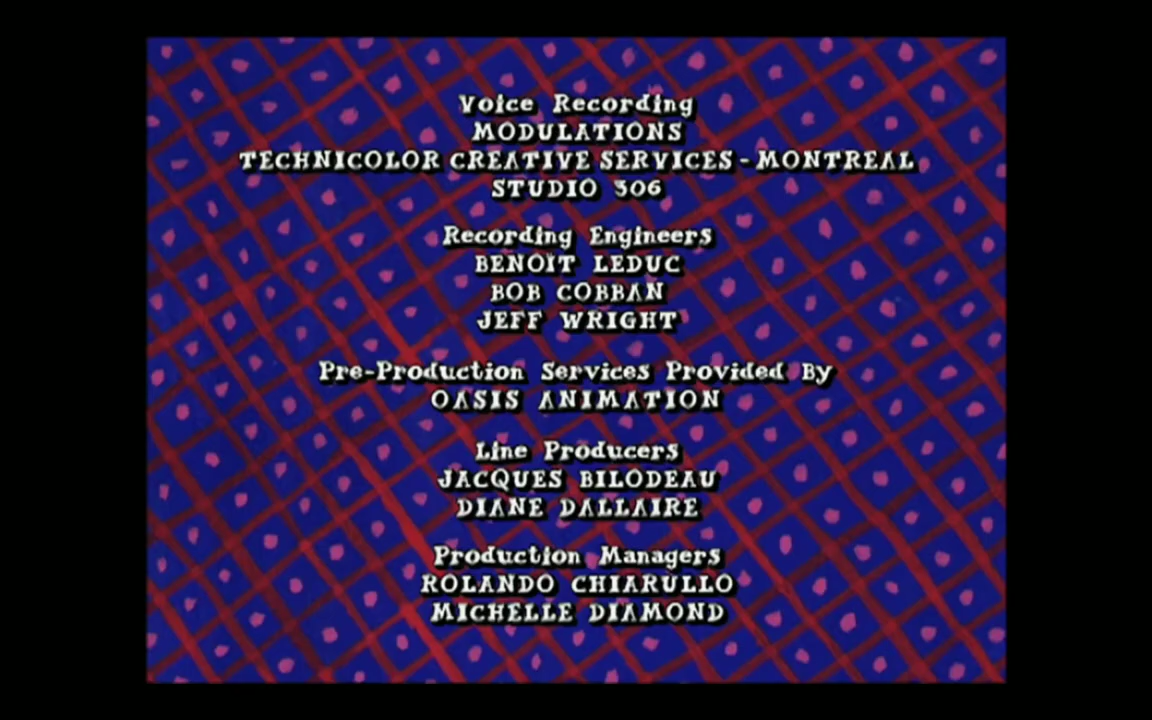 Voice Recording
MODULATIONS
TECHNICOLOR CREATIVE SERVICES - MONTREAL
STUDIO 306
Recording Engineers
BENOIT LEDUC
BOB COBBAN
JEFF WRIGHT
Pre-Production Services Provided By
OASIS ANIMATION
Line Producers
JACQUES BILODEAU
DIANE DALLAIRE
Production Managers
ROLANDO CHIARULLO
MICHELLE DIAMOND